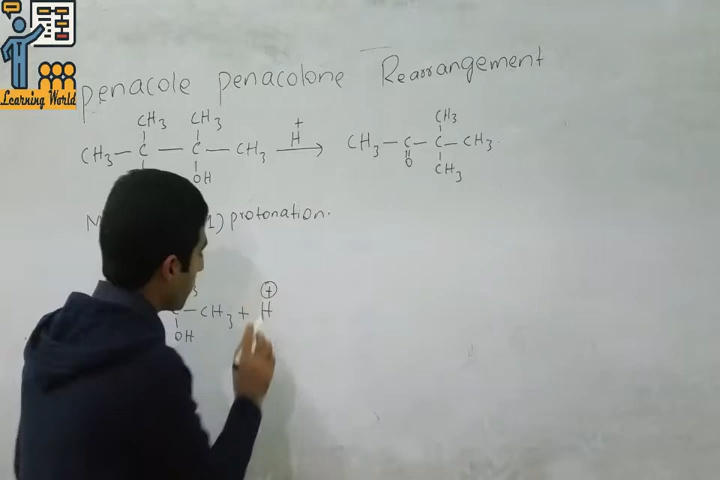 Learning World
penacole penacolone Rearrangement
CH3 CH3 H+ CH3
CH3 — C — C — CH3 → CH3 — C — C — CH3
OH O CH3
1) protonation.
+
C — CH3 + H
OH